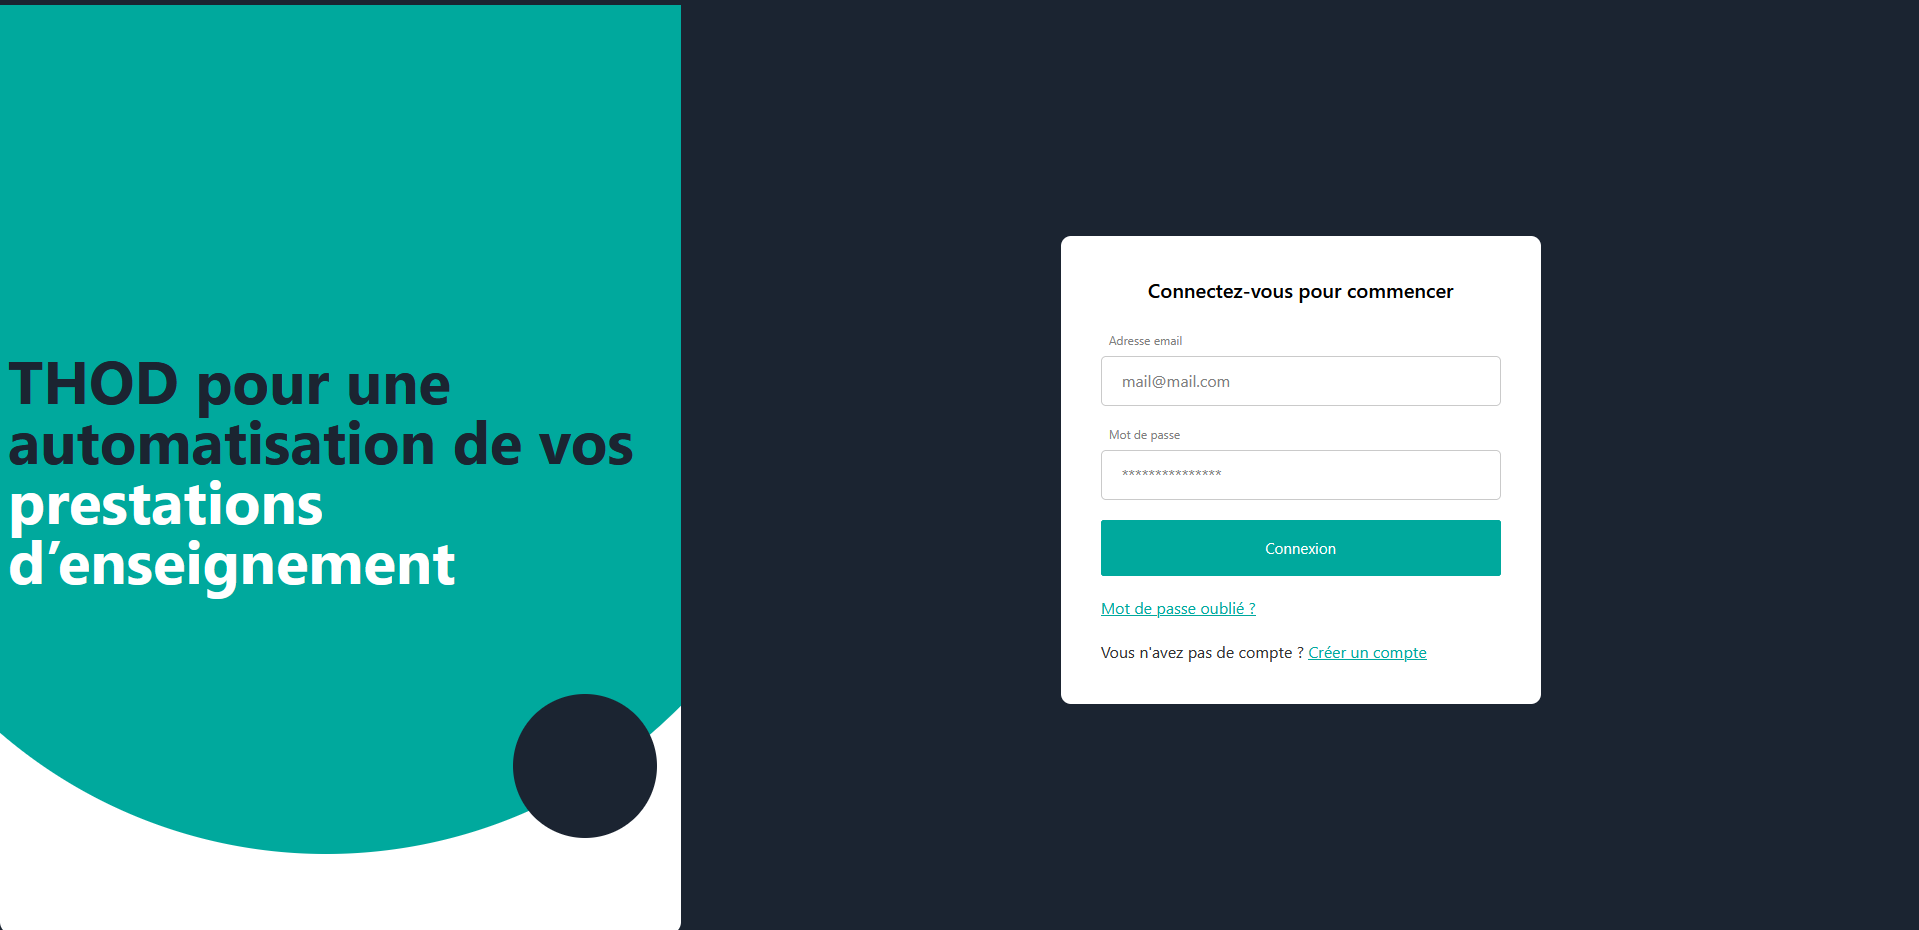 THOD pour une
automatisation de vos
prestations
d’enseignement
Connectez-vous pour commencer
Adresse email
mail@mail.com
Mot de passe
***************
Connexion
Mot de passe oublié ?
Vous n'avez pas de compte ? Créer un compte